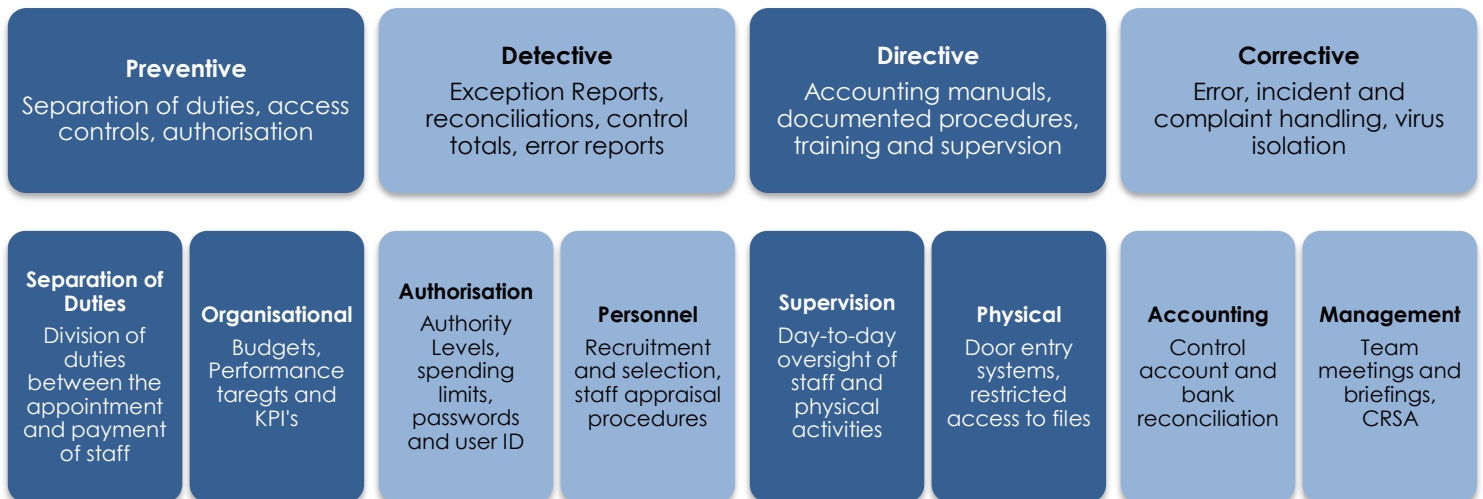 Preventive
Separation of duties, access
controls, authorisation
Detective
Exception Reports,
reconciliations, control
totals, error reports
Directive
Accounting manuals,
documented procedures,
training and supervsion
Corrective
Error, incident and
complaint handling, virus
isolation
Separation of
Duties
Division of
duties
between the
appointment
and payment
of staff
Organisational
Budgets,
Performance
taregts and
KPI's
Authorisation
Authority
Levels,
spending
limits,
passwords
and user ID
Personnel
Recruitment
and selection,
staff appraisal
procedures
Supervision
Day-to-day
oversight of
staff and
physical
activities
Physical
Door entry
systems,
restricted
access to files
Accounting
Control
account and
bank
reconciliation
Management
Team
meetings and
briefings,
CRSA